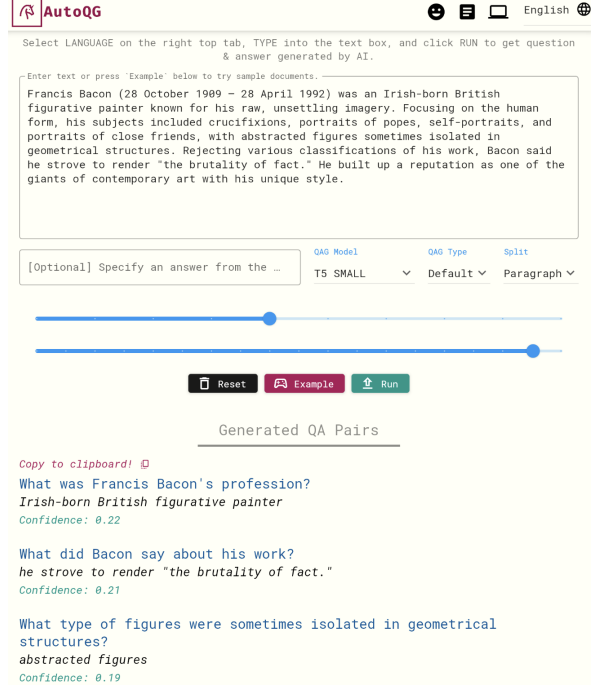 AutoQG
English
Select LANGUAGE on the right top tab, TYPE into the text box, and click RUN to get question
& answer generated by AI.
Enter text or press `Example` below to try sample documents.
Francis Bacon (28 October 1909 – 28 April 1992) was an Irish-born British
figurative painter known for his raw, unsettling imagery. Focusing on the human
form, his subjects included crucifixions, portraits of popes, self-portraits, and
portraits of close friends, with abstracted figures sometimes isolated in
geometrical structures. Rejecting various classifications of his work, Bacon said
he strove to render "the brutality of fact." He built up a reputation as one of the
giants of contemporary art with his unique style.
[Optional] Specify an answer from the …
QAG Model
T5 SMALL
QAG Type
Default
Split
Paragraph
Reset
Example
Run
Generated QA Pairs
Copy to clipboard!
What was Francis Bacon's profession?
Irish-born British figurative painter
Confidence: 0.22
What did Bacon say about his work?
he strove to render "the brutality of fact."
Confidence: 0.21
What type of figures were sometimes isolated in geometrical
structures?
abstracted figures
Confidence: 0.19